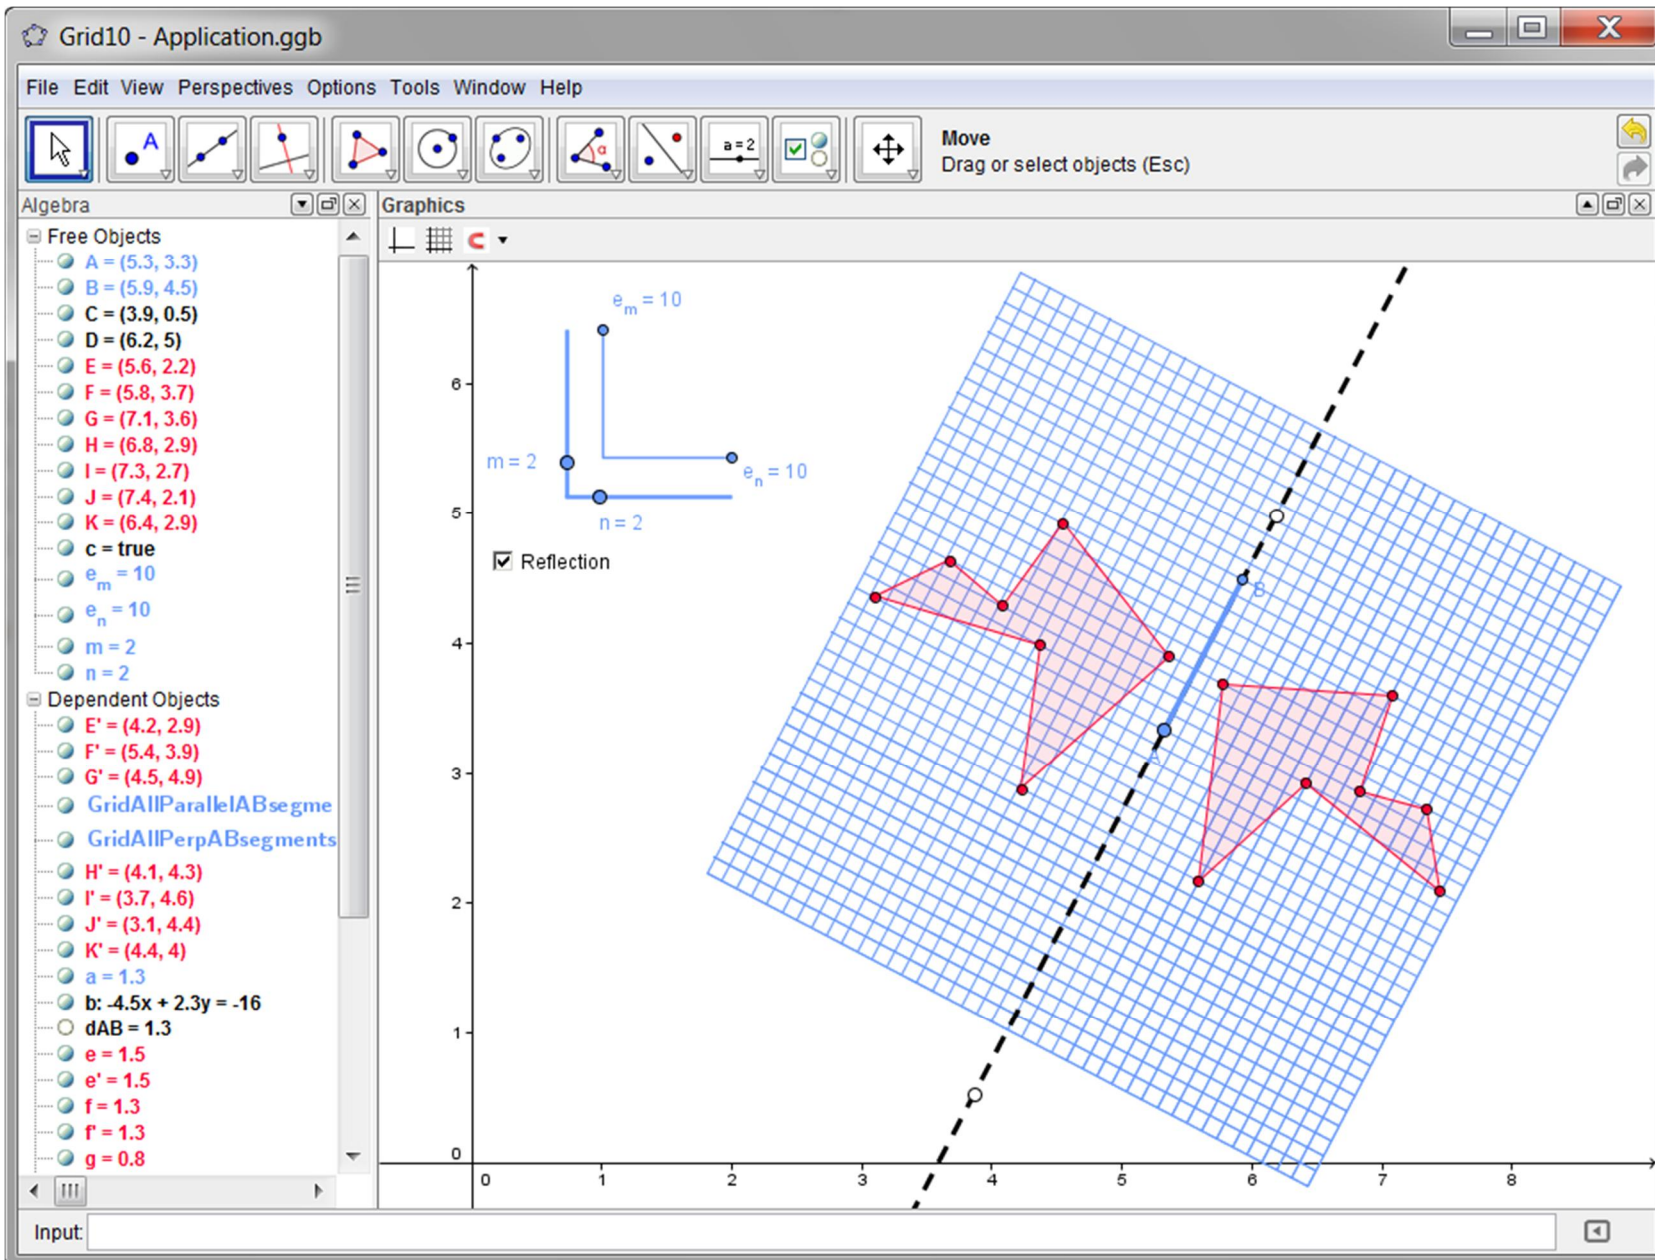 Grid10 - Application.ggb
File Edit View Perspectives Options Tools Window Help
A
α
a = 2
Move
Drag or select objects (Esc)
Algebra
Graphics
Free Objects
A = (5.3, 3.3)
B = (5.9, 4.5)
C = (3.9, 0.5)
D = (6.2, 5)
E = (5.6, 2.2)
F = (5.8, 3.7)
G = (7.1, 3.6)
H = (6.8, 2.9)
I = (7.3, 2.7)
J = (7.4, 2.1)
K = (6.4, 2.9)
c = true
e_m = 10
e_n = 10
m = 2
n = 2
Dependent Objects
E' = (4.2, 2.9)
F' = (5.4, 3.9)
G' = (4.5, 4.9)
GridAllParallelABsegme
GridAllPerpABsegments
H' = (4.1, 4.3)
I' = (3.7, 4.6)
J' = (3.1, 4.4)
K' = (4.4, 4)
a = 1.3
b: -4.5x + 2.3y = -16
dAB = 1.3
e = 1.5
e' = 1.5
f = 1.3
f' = 1.3
g = 0.8
e_m = 10
m = 2
e_n = 10
n = 2
Reflection
B
A
6
5
4
3
2
1
0
0 1 2 3 4 5 6 7 8
Input: